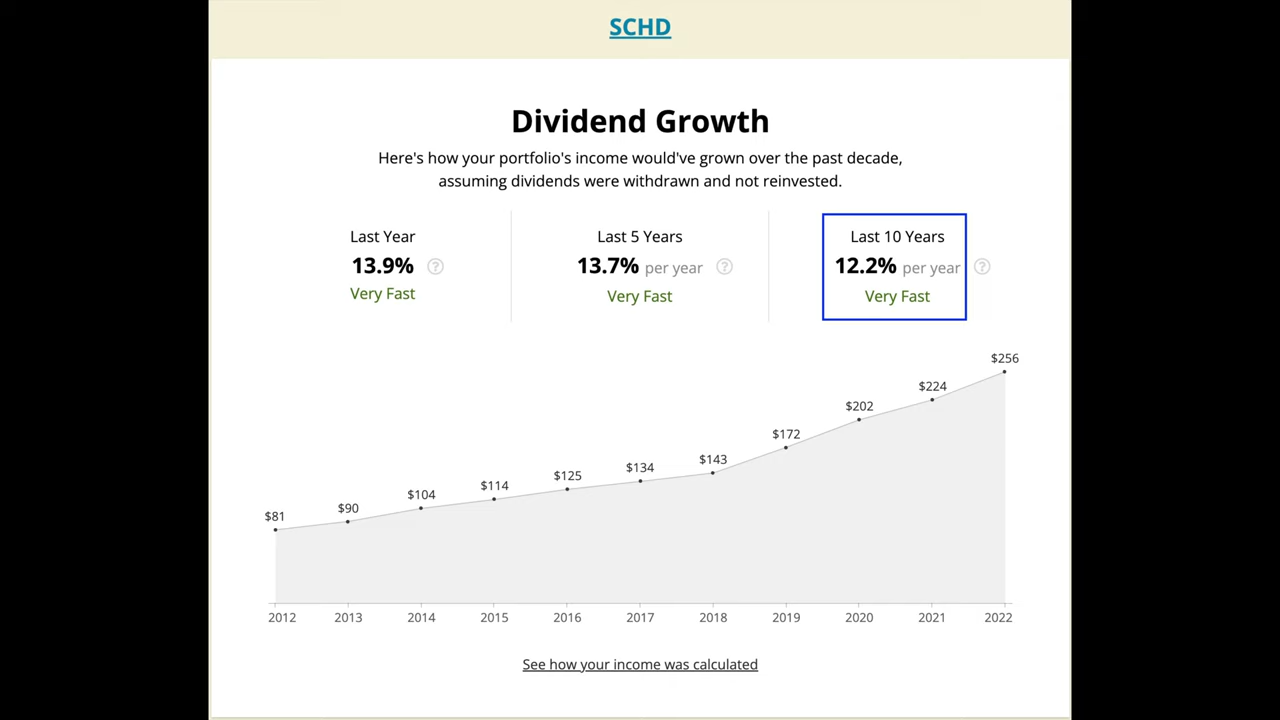 SCHD
Dividend Growth
Here's how your portfolio's income would've grown over the past decade,
assuming dividends were withdrawn and not reinvested.
Last Year
13.9% ?
Very Fast
Last 5 Years
13.7% per year ?
Very Fast
Last 10 Years
12.2% per year ?
Very Fast
$81 $90 $104 $114 $125 $134 $143 $172 $202 $224 $256
2012 2013 2014 2015 2016 2017 2018 2019 2020 2021 2022
See how your income was calculated